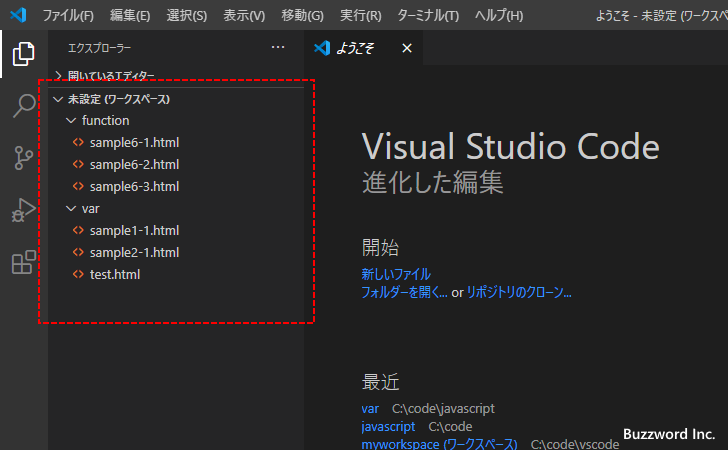 ファイル(F) 編集(E) 選択(S) 表示(V) 移動(G) 実行(R) ターミナル(T) ヘルプ(H) ようこそ - 未設定 (ワークスペ
エクスプローラー ...
ようこそ
開いているエディター
未設定 (ワークスペース)
function
sample6-1.html
sample6-2.html
sample6-3.html
var
sample1-1.html
sample2-1.html
test.html
Visual Studio Code
進化した編集
開始
新しいファイル
フォルダーを開く... or リポジトリのクローン...
最近
var C:\code\javascript
javascript C:\code
myworkspace (ワークスペース) C:\code\vscode
Buzzword Inc.